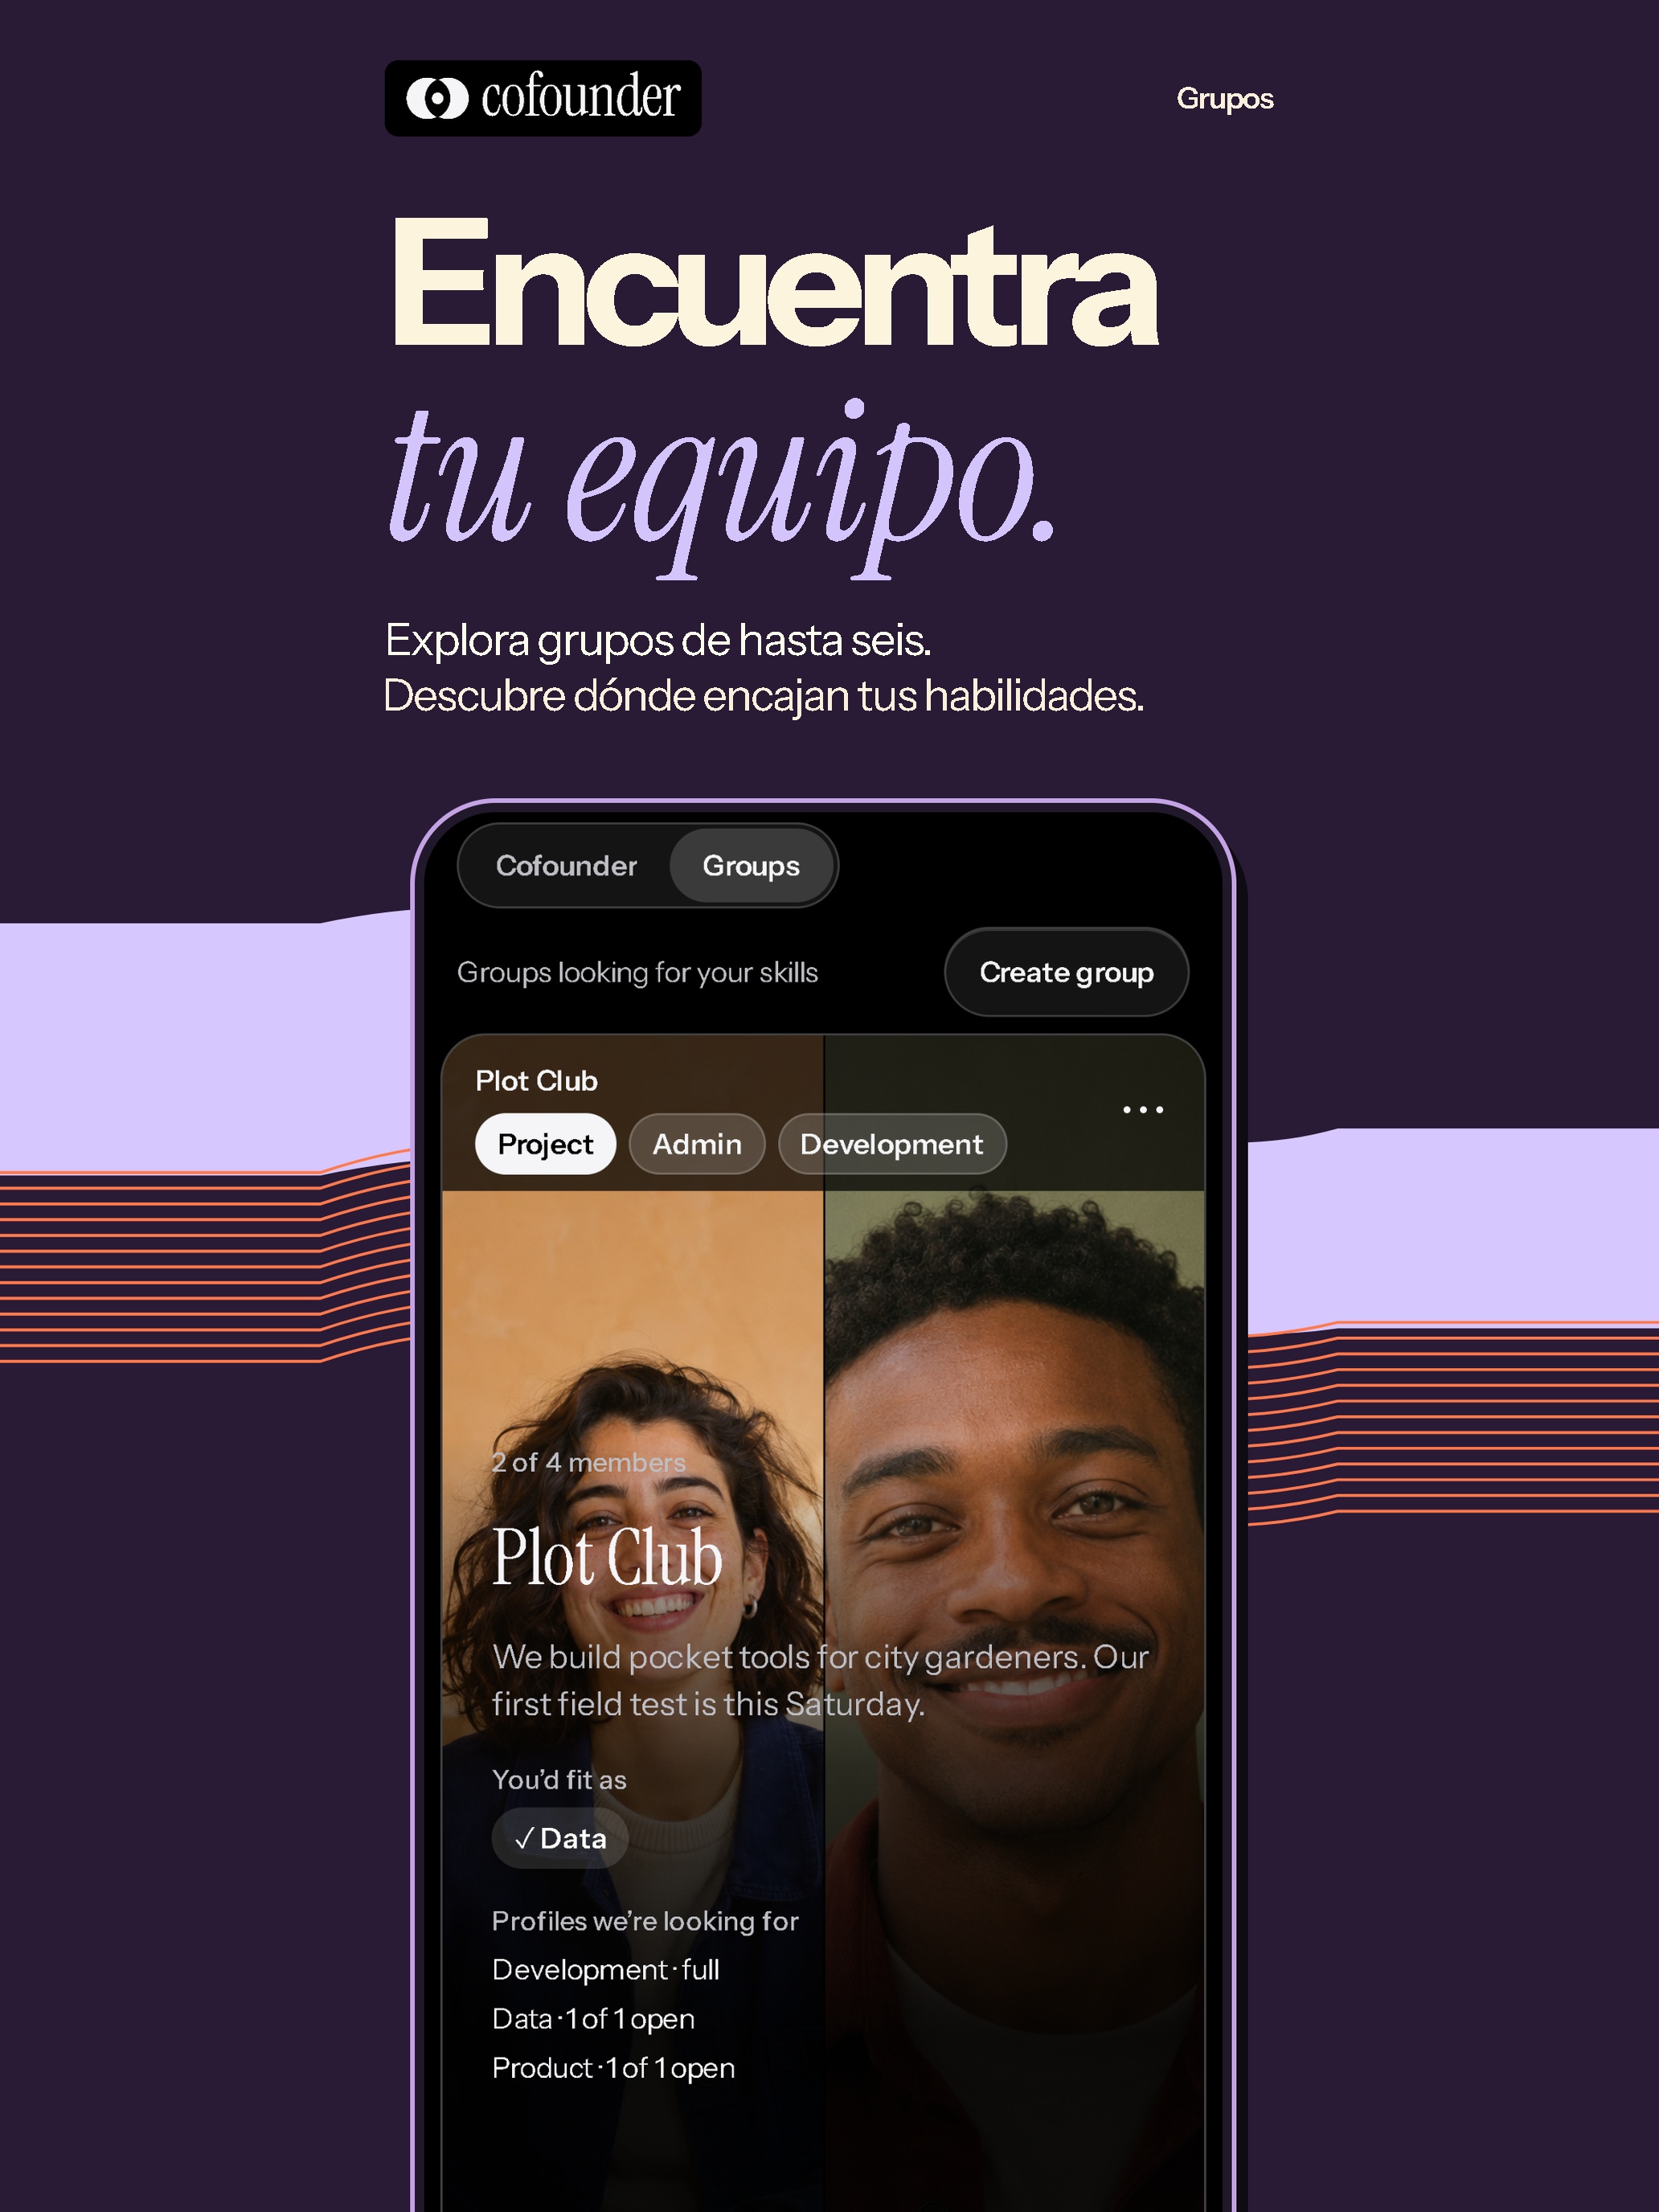 cofounder
Grupos
Encuentra
tu equipo.
Explora grupos de hasta seis.
Descubre dónde encajan tus habilidades.
Cofounder
Groups
Groups looking for your skills
Create group
Plot Club
Project
Admin
Development
2 of 4 members
Plot Club
We build pocket tools for city gardeners. Our
first field test is this Saturday.
You’d fit as
✓ Data
Profiles we’re looking for
Development · full
Data · 1 of 1 open
Product · 1 of 1 open